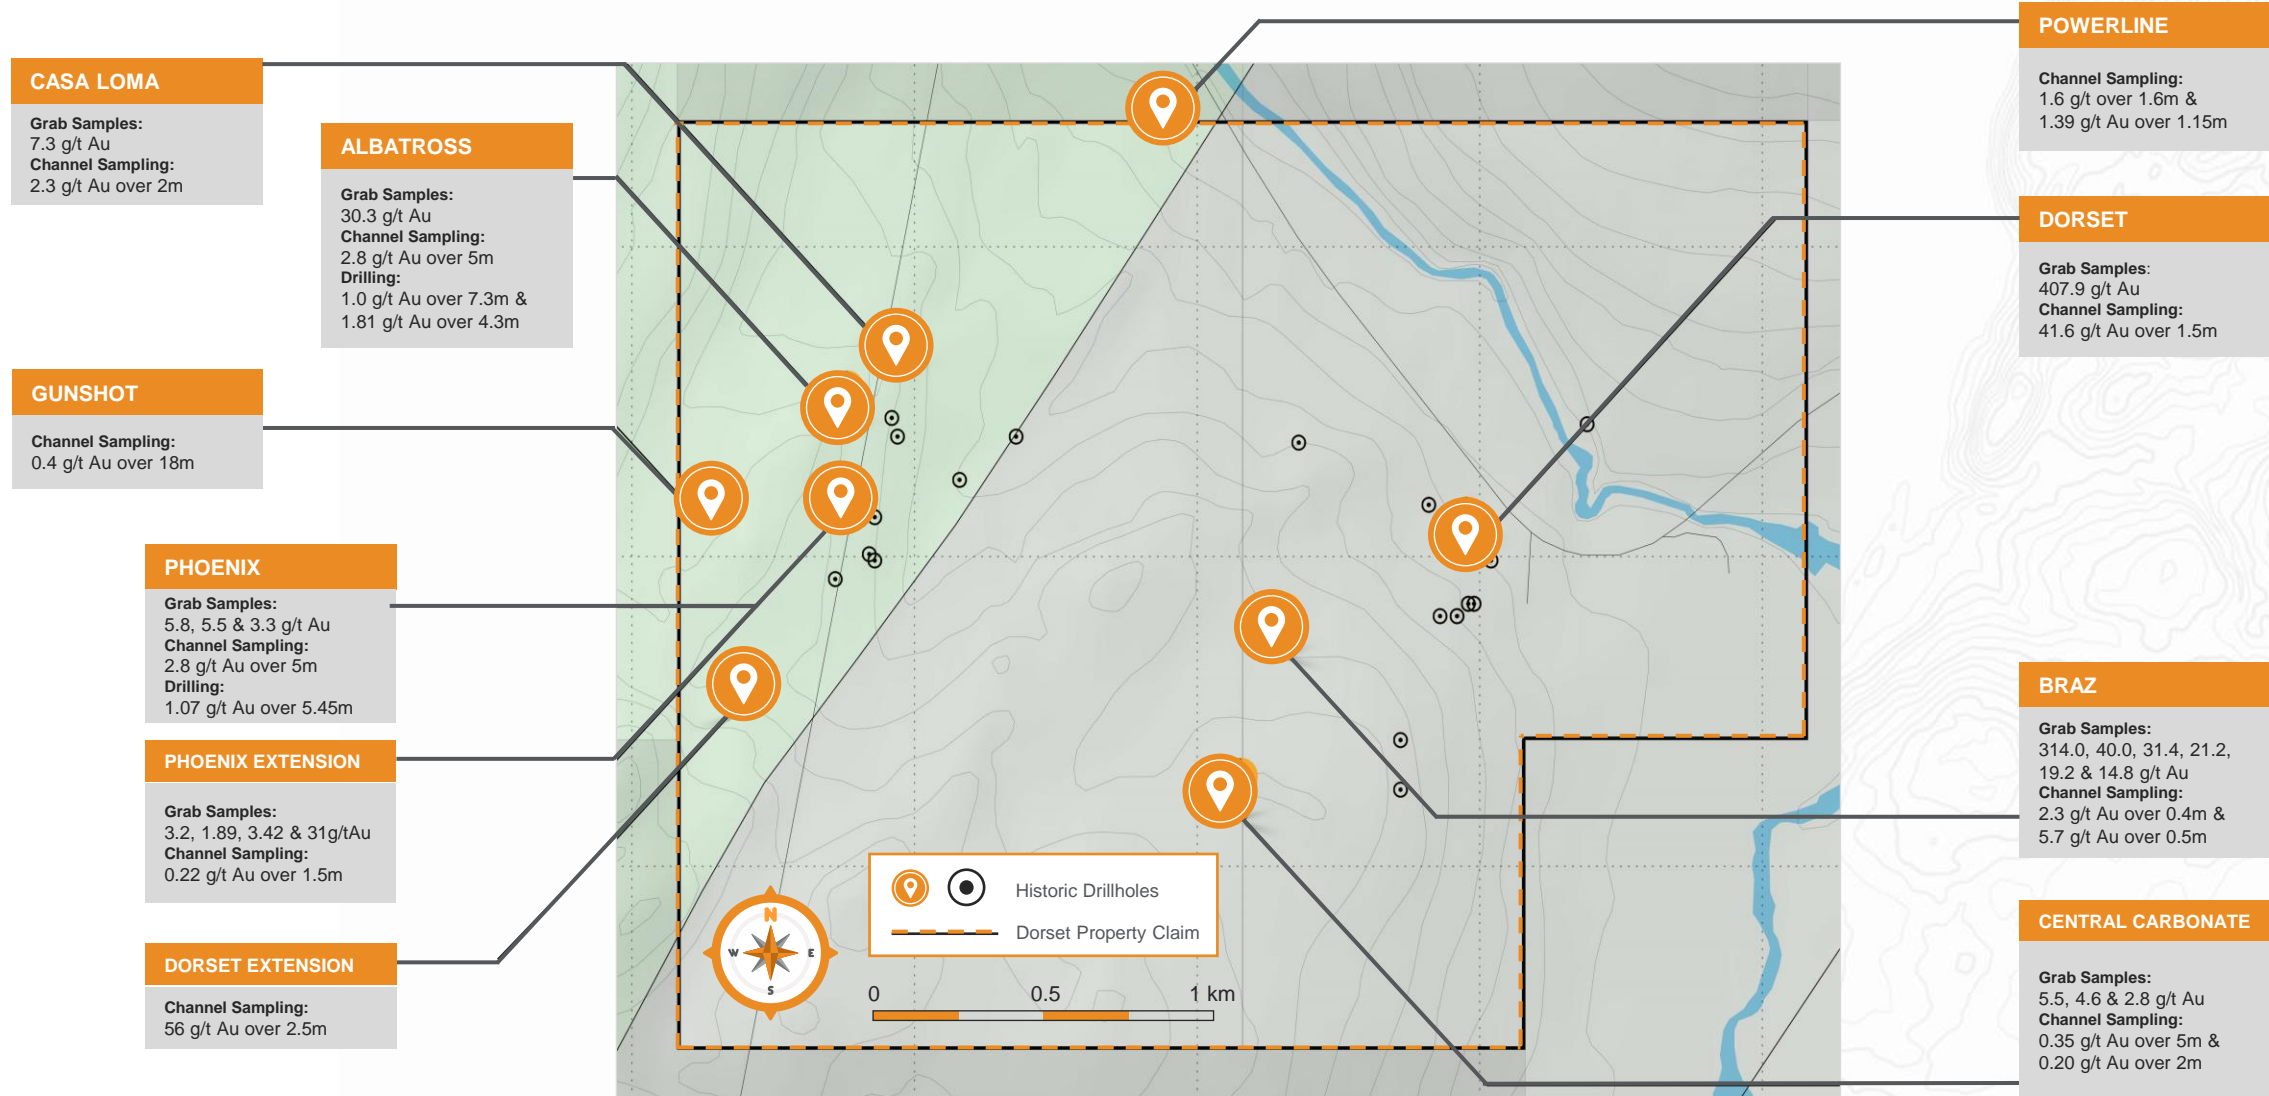 CASA LOMA
Grab Samples:
7.3 g/t Au
Channel Sampling:
2.3 g/t Au over 2m
ALBATROSS
Grab Samples:
30.3 g/t Au
Channel Sampling:
2.8 g/t Au over 5m
Drilling:
1.0 g/t Au over 7.3m &
1.81 g/t Au over 4.3m
GUNSHOT
Channel Sampling:
0.4 g/t Au over 18m
PHOENIX
Grab Samples:
5.8, 5.5 & 3.3 g/t Au
Channel Sampling:
2.8 g/t Au over 5m
Drilling:
1.07 g/t Au over 5.45m
PHOENIX EXTENSION
Grab Samples:
3.2, 1.89, 3.42 & 31g/tAu
Channel Sampling:
0.22 g/t Au over 1.5m
DORSET EXTENSION
Channel Sampling:
56 g/t Au over 2.5m
N
W E
S
Historic Drillholes
Dorset Property Claim
0 0.5 1 km
POWERLINE
Channel Sampling:
1.6 g/t over 1.6m &
1.39 g/t Au over 1.15m
DORSET
Grab Samples:
407.9 g/t Au
Channel Sampling:
41.6 g/t Au over 1.5m
BRAZ
Grab Samples:
314.0, 40.0, 31.4, 21.2,
19.2 & 14.8 g/t Au
Channel Sampling:
2.3 g/t Au over 0.4m &
5.7 g/t Au over 0.5m
CENTRAL CARBONATE
Grab Samples:
5.5, 4.6 & 2.8 g/t Au
Channel Sampling:
0.35 g/t Au over 5m &
0.20 g/t Au over 2m